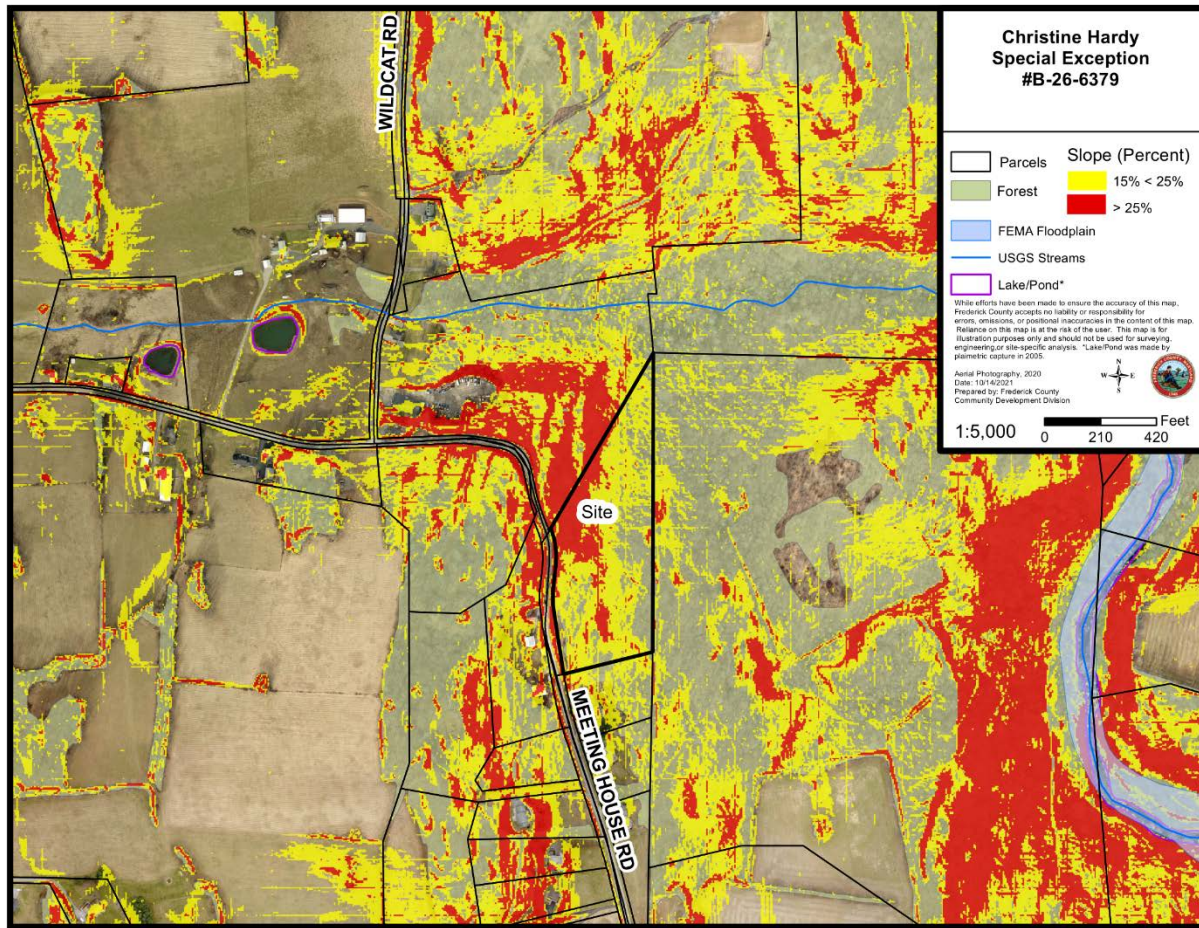 Christine Hardy
Special Exception
#B-26-6379
Parcels
Forest
FEMA Floodplain
USGS Streams
Lake/Pond*
Slope (Percent)
15% < 25%
> 25%
While efforts have been made to ensure the accuracy of this map,
Frederick County accepts no liability or responsibility for
errors, omissions, or positional inaccuracies in the content of this map.
Reliance on this map is at the risk of the user. This map is for
illustration purposes only and should not be used for surveying,
engineering,or site-specific analysis. *Lake/Pond was made by
plaimetric capture in 2005.
Aerial Photography, 2020
Date: 10/14/2021
Prepared by: Frederick County
Community Development Division
N
W E
S
1:5,000
Feet
0 210 420
WILDCAT RD
Site
MEETING HOUSE RD